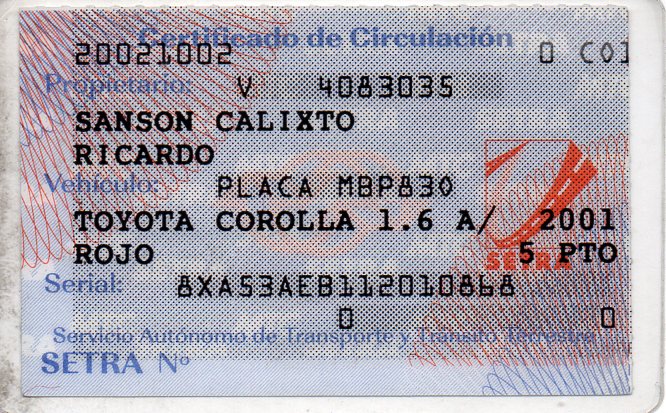 Certificado de Circulación
20021002 0 C01
Propietario: V 4083035
SANSON CALIXTO
RICARDO
Vehículo: PLACA MBP830
TOYOTA COROLLA 1.6 A/ 2001
ROJO 5 PTO
SETRA
Serial: 8XA53AEB112010868
0 0
Servicio Autónomo de Transporte y Tránsito Terrestre
SETRA Nº